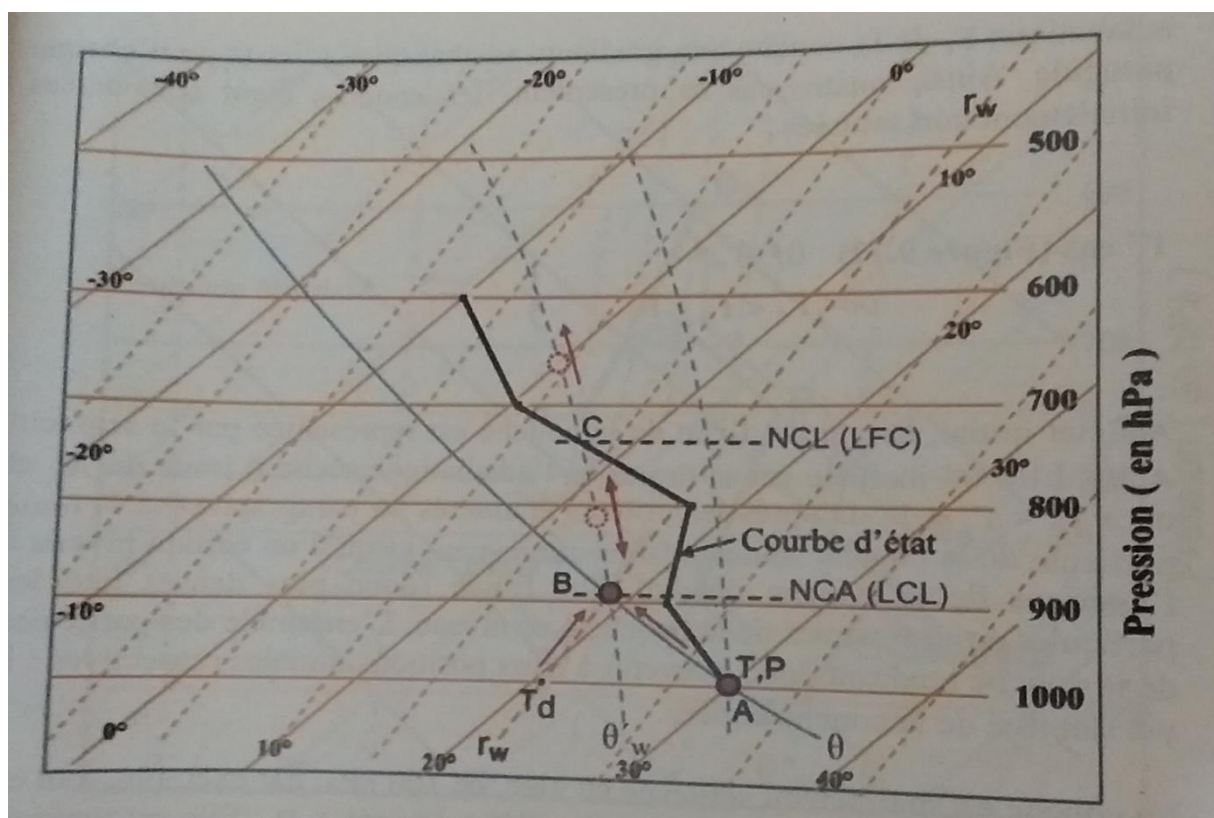 -40° -30° -20° -10° 0°
r_w
500
10°
-30°
600
20°
700
C NCL (LFC)
-20°
30°
800
Courbe d'état
B NCA (LCL)
-10°
900
T,P
T_d
1000
A
0° 10° 20° r_w θ'_w 30° θ 40°
Pression ( en hPa )